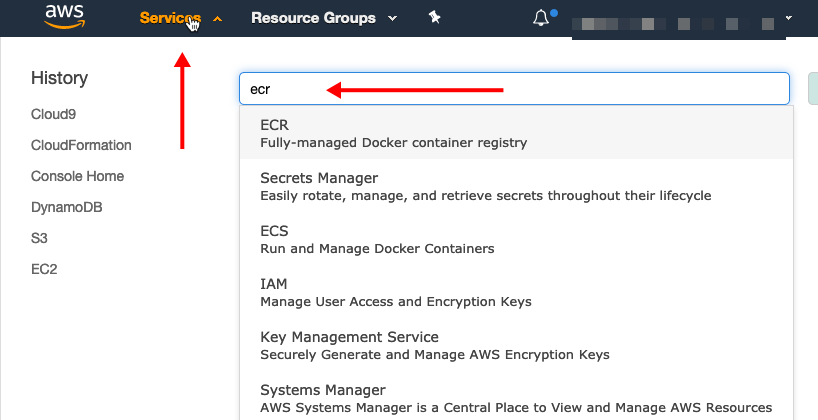 aws
Services
Resource Groups
History
Cloud9
CloudFormation
Console Home
DynamoDB
S3
EC2
ecr
ECR
Fully-managed Docker container registry
Secrets Manager
Easily rotate, manage, and retrieve secrets throughout their lifecycle
ECS
Run and Manage Docker Containers
IAM
Manage User Access and Encryption Keys
Key Management Service
Securely Generate and Manage AWS Encryption Keys
Systems Manager
AWS Systems Manager is a Central Place to View and Manage AWS Resources